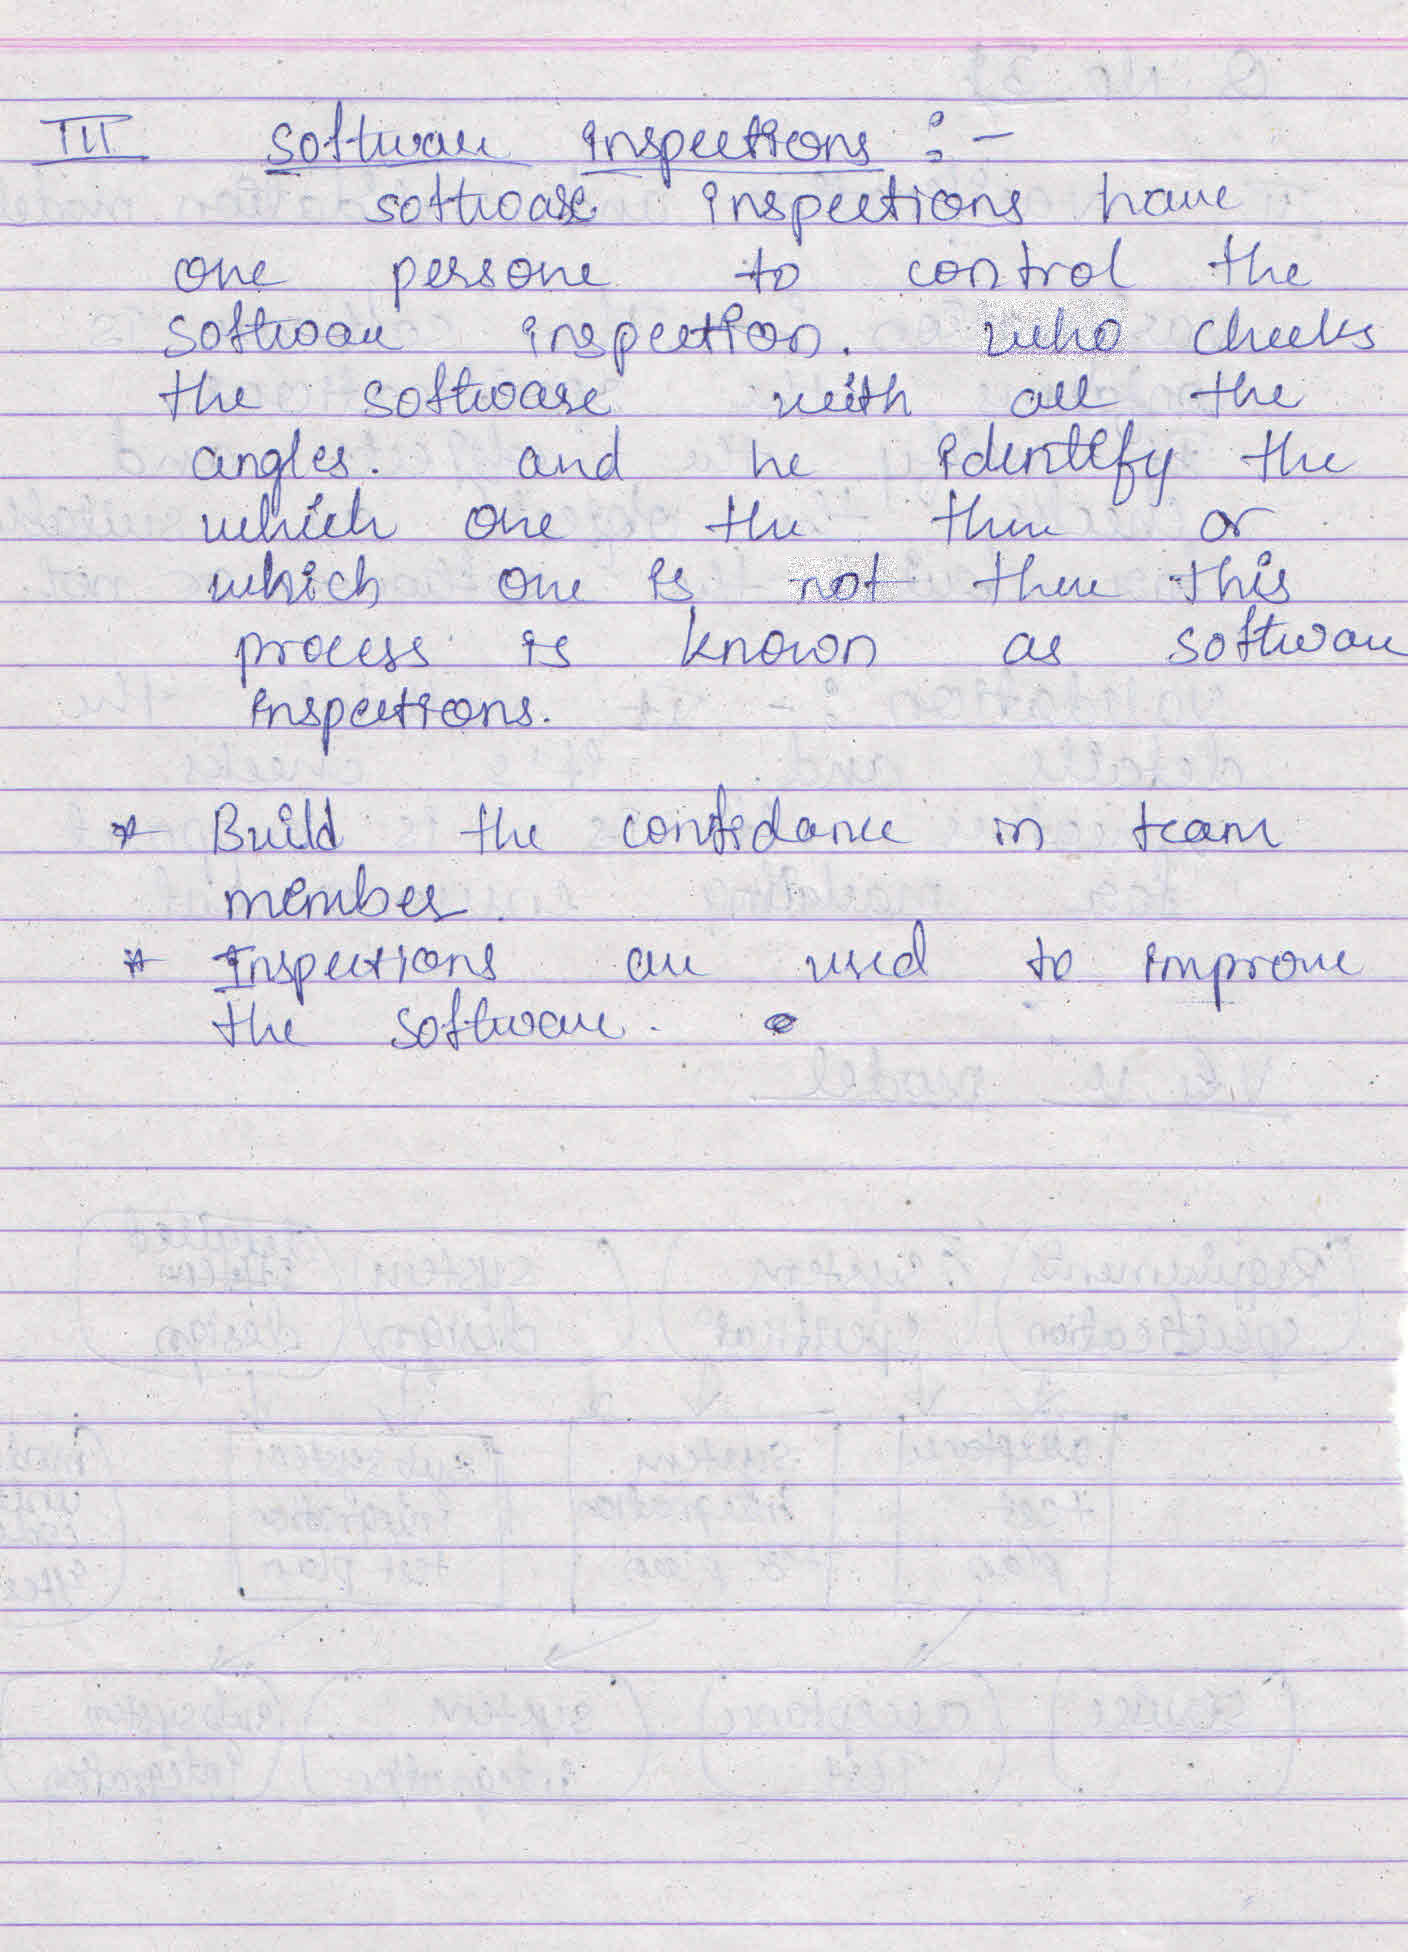 III Software inspections :-
software inspections have
one persone to control the
software inspection. who checks
the software with all the
angles. and he identify the
which one the there or
which one is not there this
process is known as software
inspections.
* Build the confidance in team
member
* Inspections are used to improve
the software.